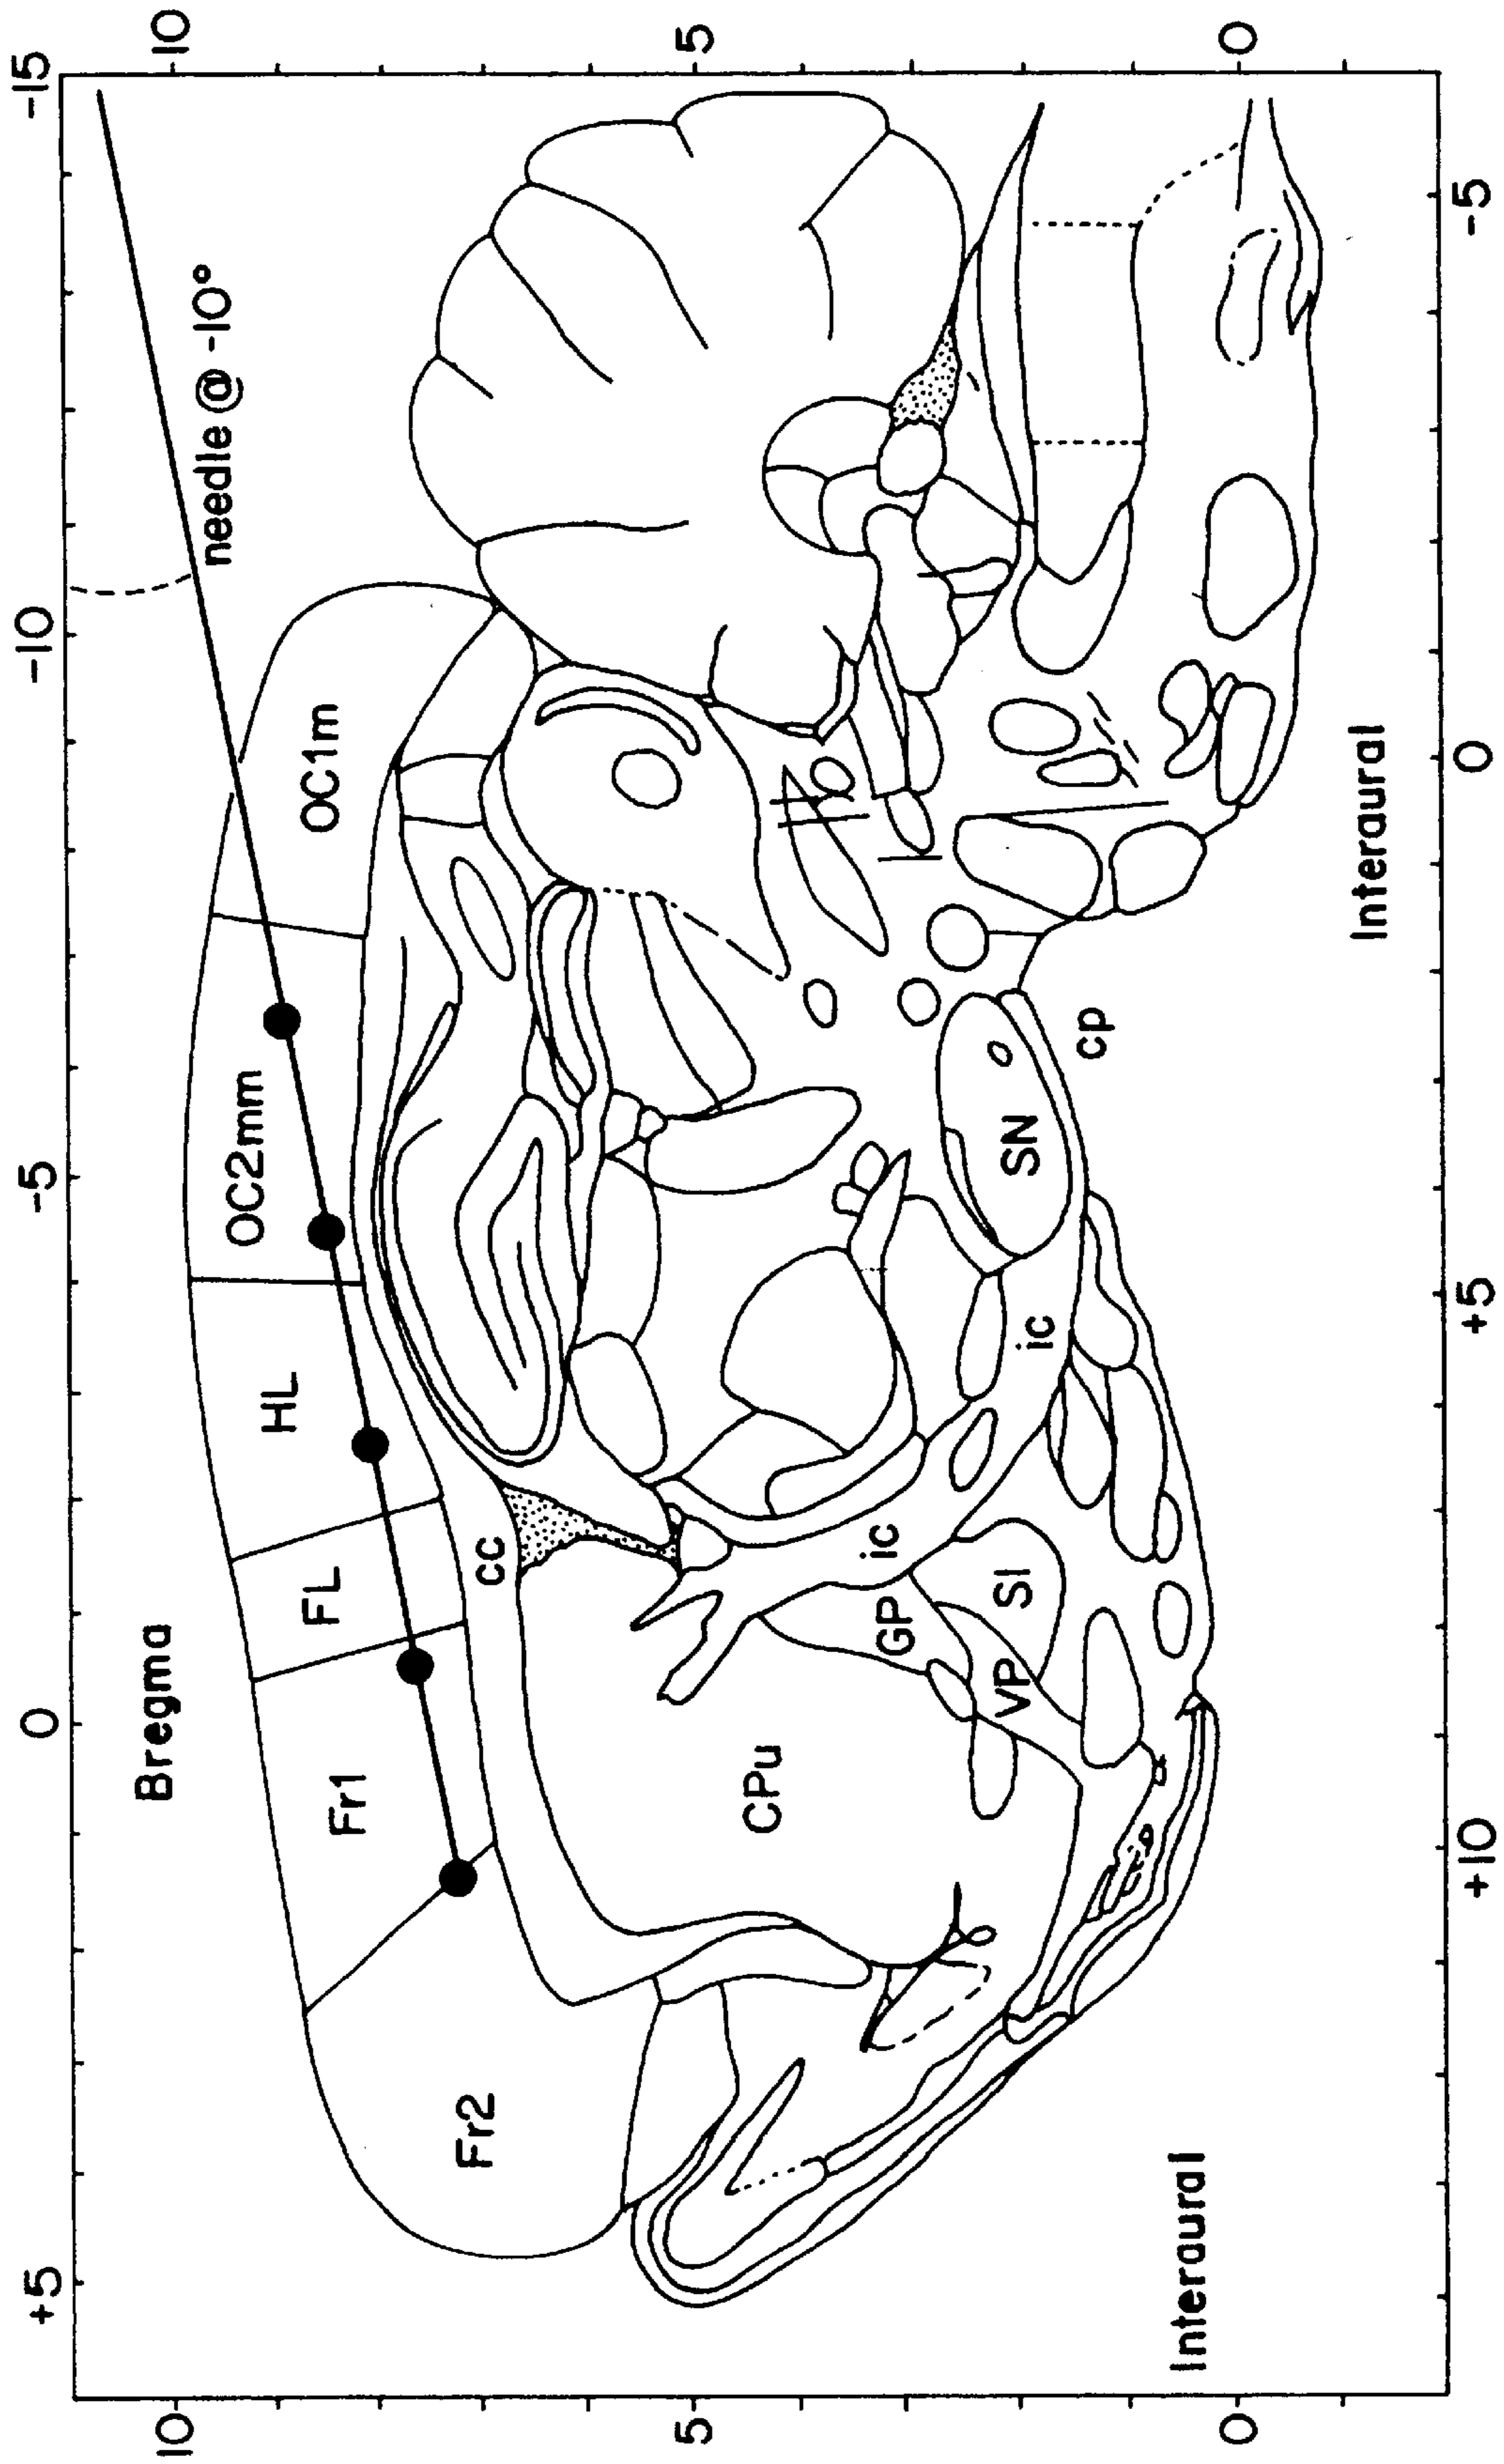 +5
0
-5
-10
-15
Bregma
10
10
needle @ -10°
Fr1
FL
HL
OC2mm
OC1m
Fr2
cc
5
5
CPu
GP
ic
VP
SI
ic
SN
cp
0
0
Interaural
Interaural
+10
+5
0
-5